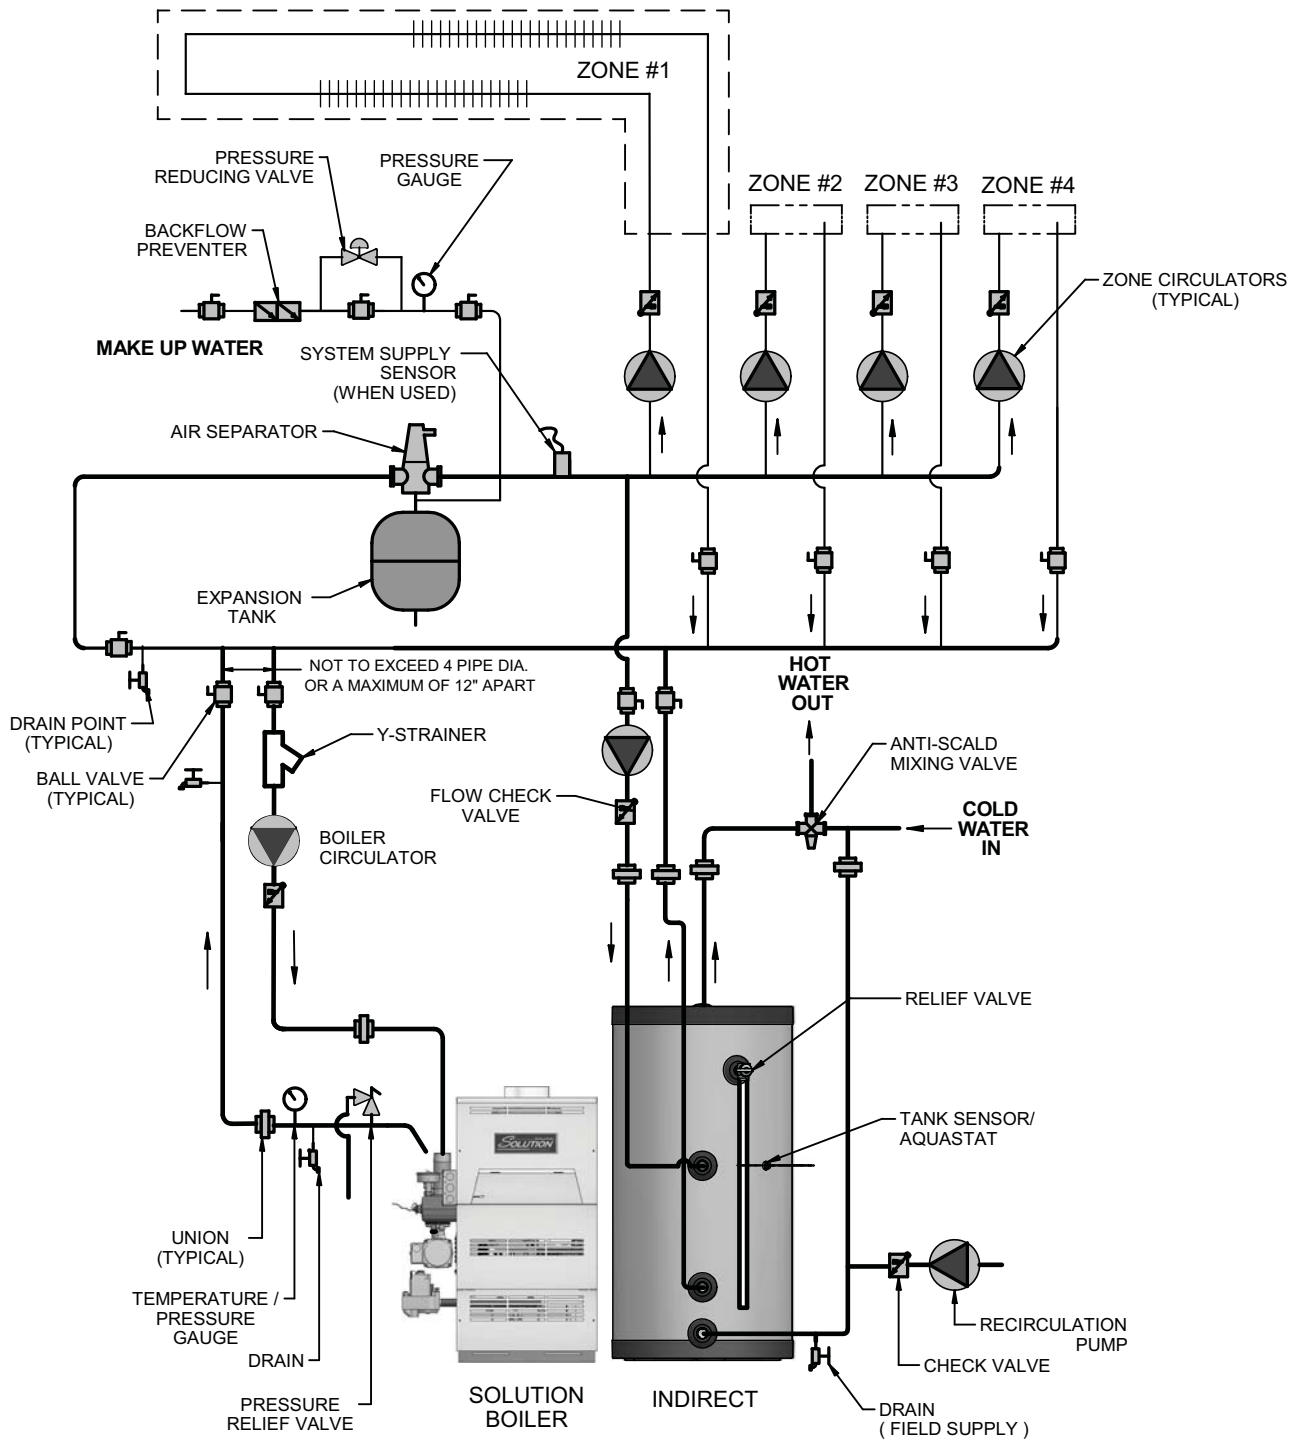 ZONE #1
PRESSURE
REDUCING VALVE
PRESSURE
GAUGE
ZONE #2
ZONE #3
ZONE #4
BACKFLOW
PREVENTER
ZONE CIRCULATORS
(TYPICAL)
MAKE UP WATER
SYSTEM SUPPLY
SENSOR
(WHEN USED)
AIR SEPARATOR
EXPANSION
TANK
NOT TO EXCEED 4 PIPE DIA.
OR A MAXIMUM OF 12" APART
HOT
WATER
OUT
DRAIN POINT
(TYPICAL)
Y-STRAINER
ANTI-SCALD
MIXING VALVE
BALL VALVE
(TYPICAL)
FLOW CHECK
VALVE
COLD
WATER
IN
BOILER
CIRCULATOR
RELIEF VALVE
TANK SENSOR/
AQUASTAT
SOLUTION
UNION
(TYPICAL)
TEMPERATURE /
PRESSURE
GAUGE
DRAIN
PRESSURE
RELIEF VALVE
SOLUTION
BOILER
INDIRECT
RECIRCULATION
PUMP
CHECK VALVE
DRAIN
( FIELD SUPPLY )